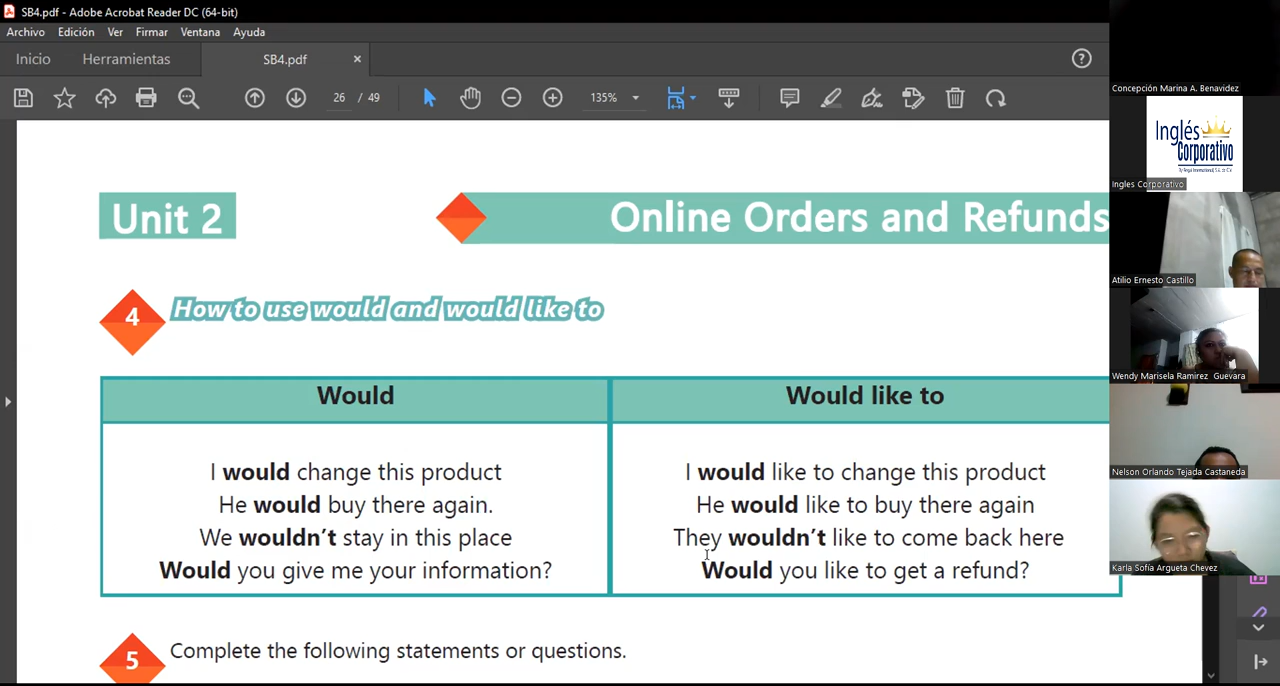 SB4.pdf - Adobe Acrobat Reader DC (64-bit)
Archivo Edición Ver Firmar Ventana Ayuda
Inicio Herramientas SB4.pdf ×
26 / 49 135%
Unit 2 Online Orders and Refunds
4 How to use would and would like to
Would
I would change this product
He would buy there again.
We wouldn't stay in this place
Would you give me your information?
Would like to
I would like to change this product
He would like to buy there again
They wouldn't like to come back here
Would you like to get a refund?
5 Complete the following statements or questions.
Concepción Marina A. Benavidez
Inglés
Corporativo
Ingles Corporativo
Atilio Ernesto Castillo
Wendy Marisela Ramirez Guevara
Nelson Orlando Tejada Castaneda
Karla Sofía Argueta Chevez